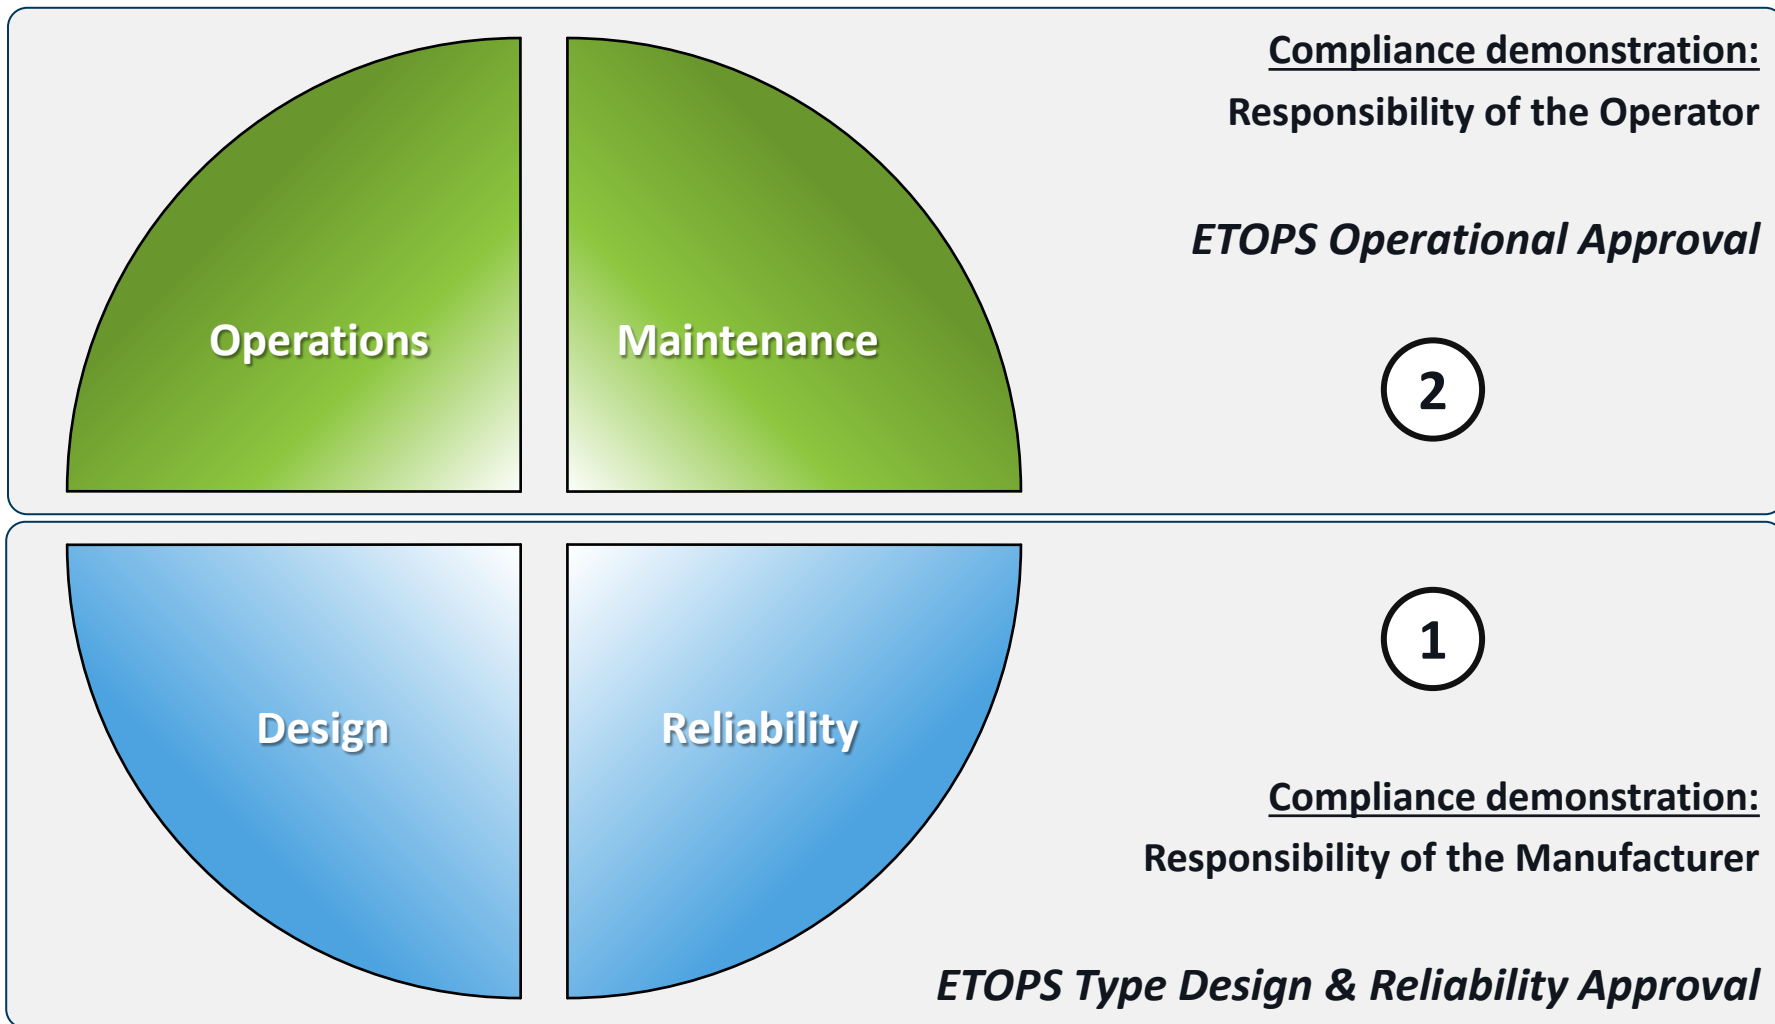 Compliance demonstration:
Responsibility of the Operator
ETOPS Operational Approval
Operations
Maintenance
2
1
Design
Reliability
Compliance demonstration:
Responsibility of the Manufacturer
ETOPS Type Design & Reliability Approval